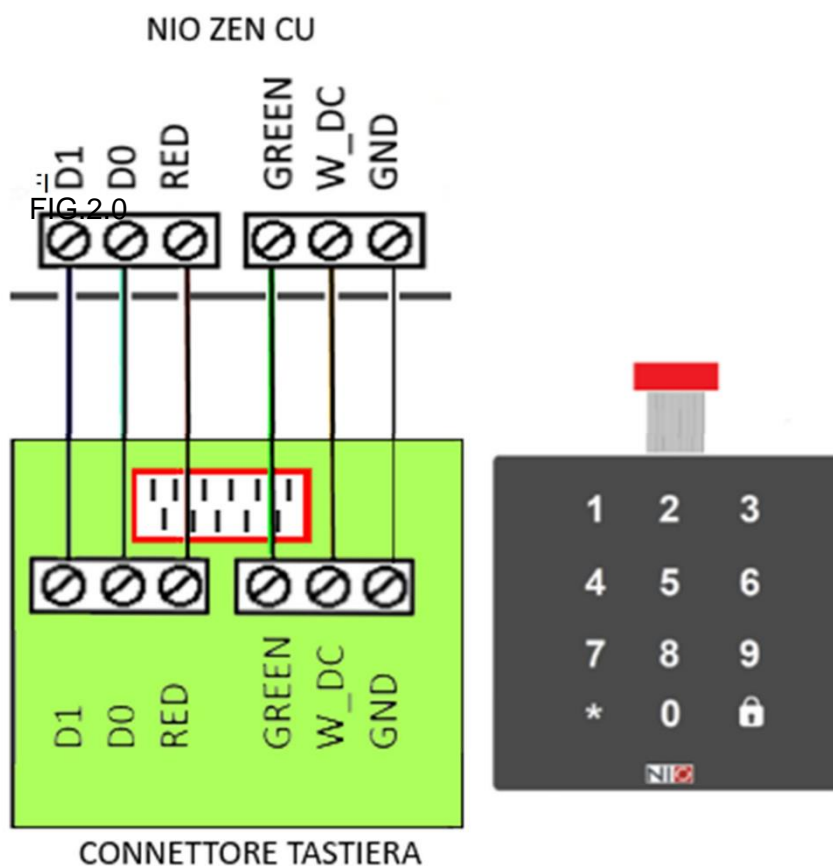 NIO ZEN CU
D1 D0 RED GREEN W_DC GND
FIG.2.0
D1 D0 RED GREEN W_DC GND
CONNETTORE TASTIERA
1 2 3
4 5 6
7 8 9
* 0
NIO